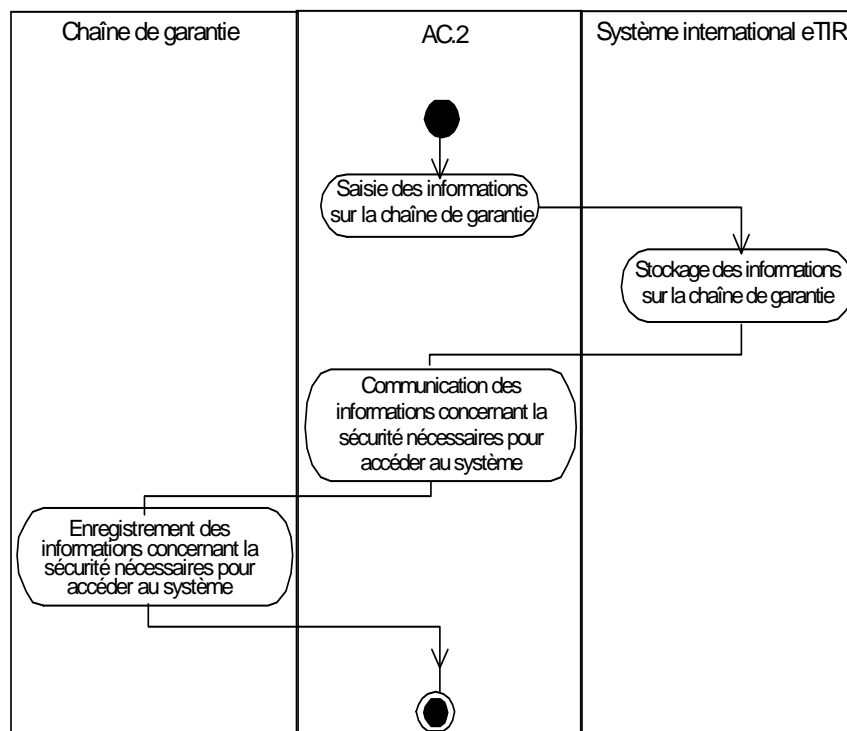 Chaîne de garantie
AC.2
Système international eTIR
Saisie des informations
sur la chaîne de garantie
Stockage des informations
sur la chaîne de garantie
Communication des
informations concernant la
sécurité nécessaires pour
accéder au système
Enregistrement des
informations concernant la
sécurité nécessaires pour
accéder au système